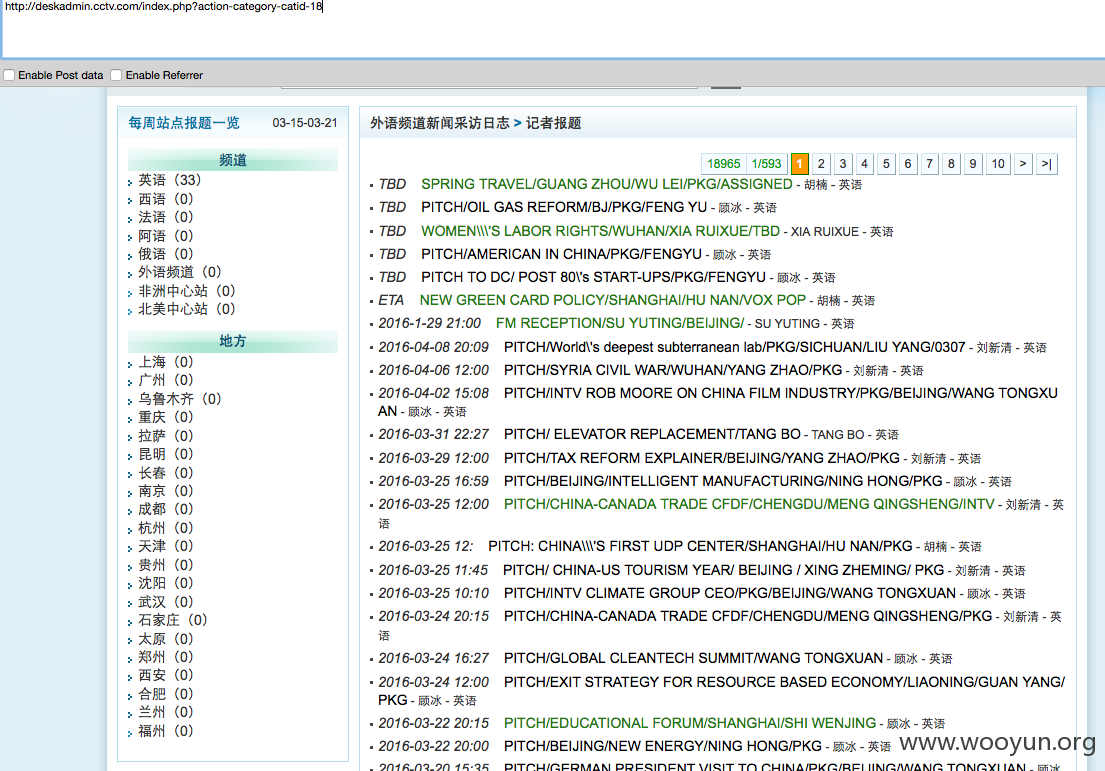 http://deskadmin.cctv.com/index.php?action-category-catid-18
Enable Post data Enable Referrer
每周站点报题一览 03-15-03-21
频道
英语（33）
西语（0）
法语（0）
阿语（0）
俄语（0）
外语频道（0）
非洲中心站（0）
北美中心站（0）
地方
上海（0）
广州（0）
乌鲁木齐（0）
重庆（0）
拉萨（0）
昆明（0）
长春（0）
南京（0）
成都（0）
杭州（0）
天津（0）
贵州（0）
沈阳（0）
武汉（0）
石家庄（0）
太原（0）
郑州（0）
西安（0）
合肥（0）
兰州（0）
福州（0）
外语频道新闻采访日志 > 记者报题
18965 1/593 1 2 3 4 5 6 7 8 9 10 > >|
TBD SPRING TRAVEL/GUANG ZHOU/WU LEI/PKG/ASSIGNED - 胡楠 - 英语
TBD PITCH/OIL GAS REFORM/BJ/PKG/FENG YU - 顾冰 - 英语
TBD WOMEN\\\'S LABOR RIGHTS/WUHAN/XIA RUIXUE/TBD - XIA RUIXUE - 英语
TBD PITCH/AMERICAN IN CHINA/PKG/FENGYU - 顾冰 - 英语
TBD PITCH TO DC/ POST 80\'s START-UPS/PKG/FENGYU - 顾冰 - 英语
ETA NEW GREEN CARD POLICY/SHANGHAI/HU NAN/VOX POP - 胡楠 - 英语
2016-1-29 21:00 FM RECEPTION/SU YUTING/BEIJING/ - SU YUTING - 英语
2016-04-08 20:09 PITCH/World\'s deepest subterranean lab/PKG/SICHUAN/LIU YANG/0307 - 刘新清 - 英语
2016-04-06 12:00 PITCH/SYRIA CIVIL WAR/WUHAN/YANG ZHAO/PKG - 刘新清 - 英语
2016-04-02 15:08 PITCH/INTV ROB MOORE ON CHINA FILM INDUSTRY/PKG/BEIJING/WANG TONGXU
AN - 顾冰 - 英语
2016-03-31 22:27 PITCH/ ELEVATOR REPLACEMENT/TANG BO - TANG BO - 英语
2016-03-29 12:00 PITCH/TAX REFORM EXPLAINER/BEIJING/YANG ZHAO/PKG - 刘新清 - 英语
2016-03-25 16:59 PITCH/BEIJING/INTELLIGENT MANUFACTURING/NING HONG/PKG - 顾冰 - 英语
2016-03-25 12:00 PITCH/CHINA-CANADA TRADE CFDF/CHENGDU/MENG QINGSHENG/INTV - 刘新清 - 英
语
2016-03-25 12: PITCH: CHINA\\\\'S FIRST UDP CENTER/SHANGHAI/HU NAN/PKG - 胡楠 - 英语
2016-03-25 11:45 PITCH/ CHINA-US TOURISM YEAR/ BEIJING / XING ZHEMING/ PKG - 刘新清 - 英语
2016-03-25 10:10 PITCH/INTV CLIMATE GROUP CEO/PKG/BEIJING/WANG TONGXUAN - 顾冰 - 英语
2016-03-24 20:15 PITCH/CHINA-CANADA TRADE CFDF/CHENGDU/MENG QINGSHENG/PKG - 刘新清 - 英
语
2016-03-24 16:27 PITCH/GLOBAL CLEANTECH SUMMIT/WANG TONGXUAN - 顾冰 - 英语
2016-03-24 12:00 PITCH/EXIT STRATEGY FOR RESOURCE BASED ECONOMY/LIAONING/GUAN YANG/
PKG - 顾冰 - 英语
2016-03-22 20:15 PITCH/EDUCATIONAL FORUM/SHANGHAI/SHI WENJING - 顾冰 - 英语
2016-03-22 20:00 PITCH/BEIJING/NEW ENERGY/NING HONG/PKG - 顾冰 - 英语
2016-03-20 15:35 PITCH/GERMAN PRESIDENT VISIT TO CHINA/PKG/BEIJING/WANG TONGXUAN - 顾冰
www.wooyun.org